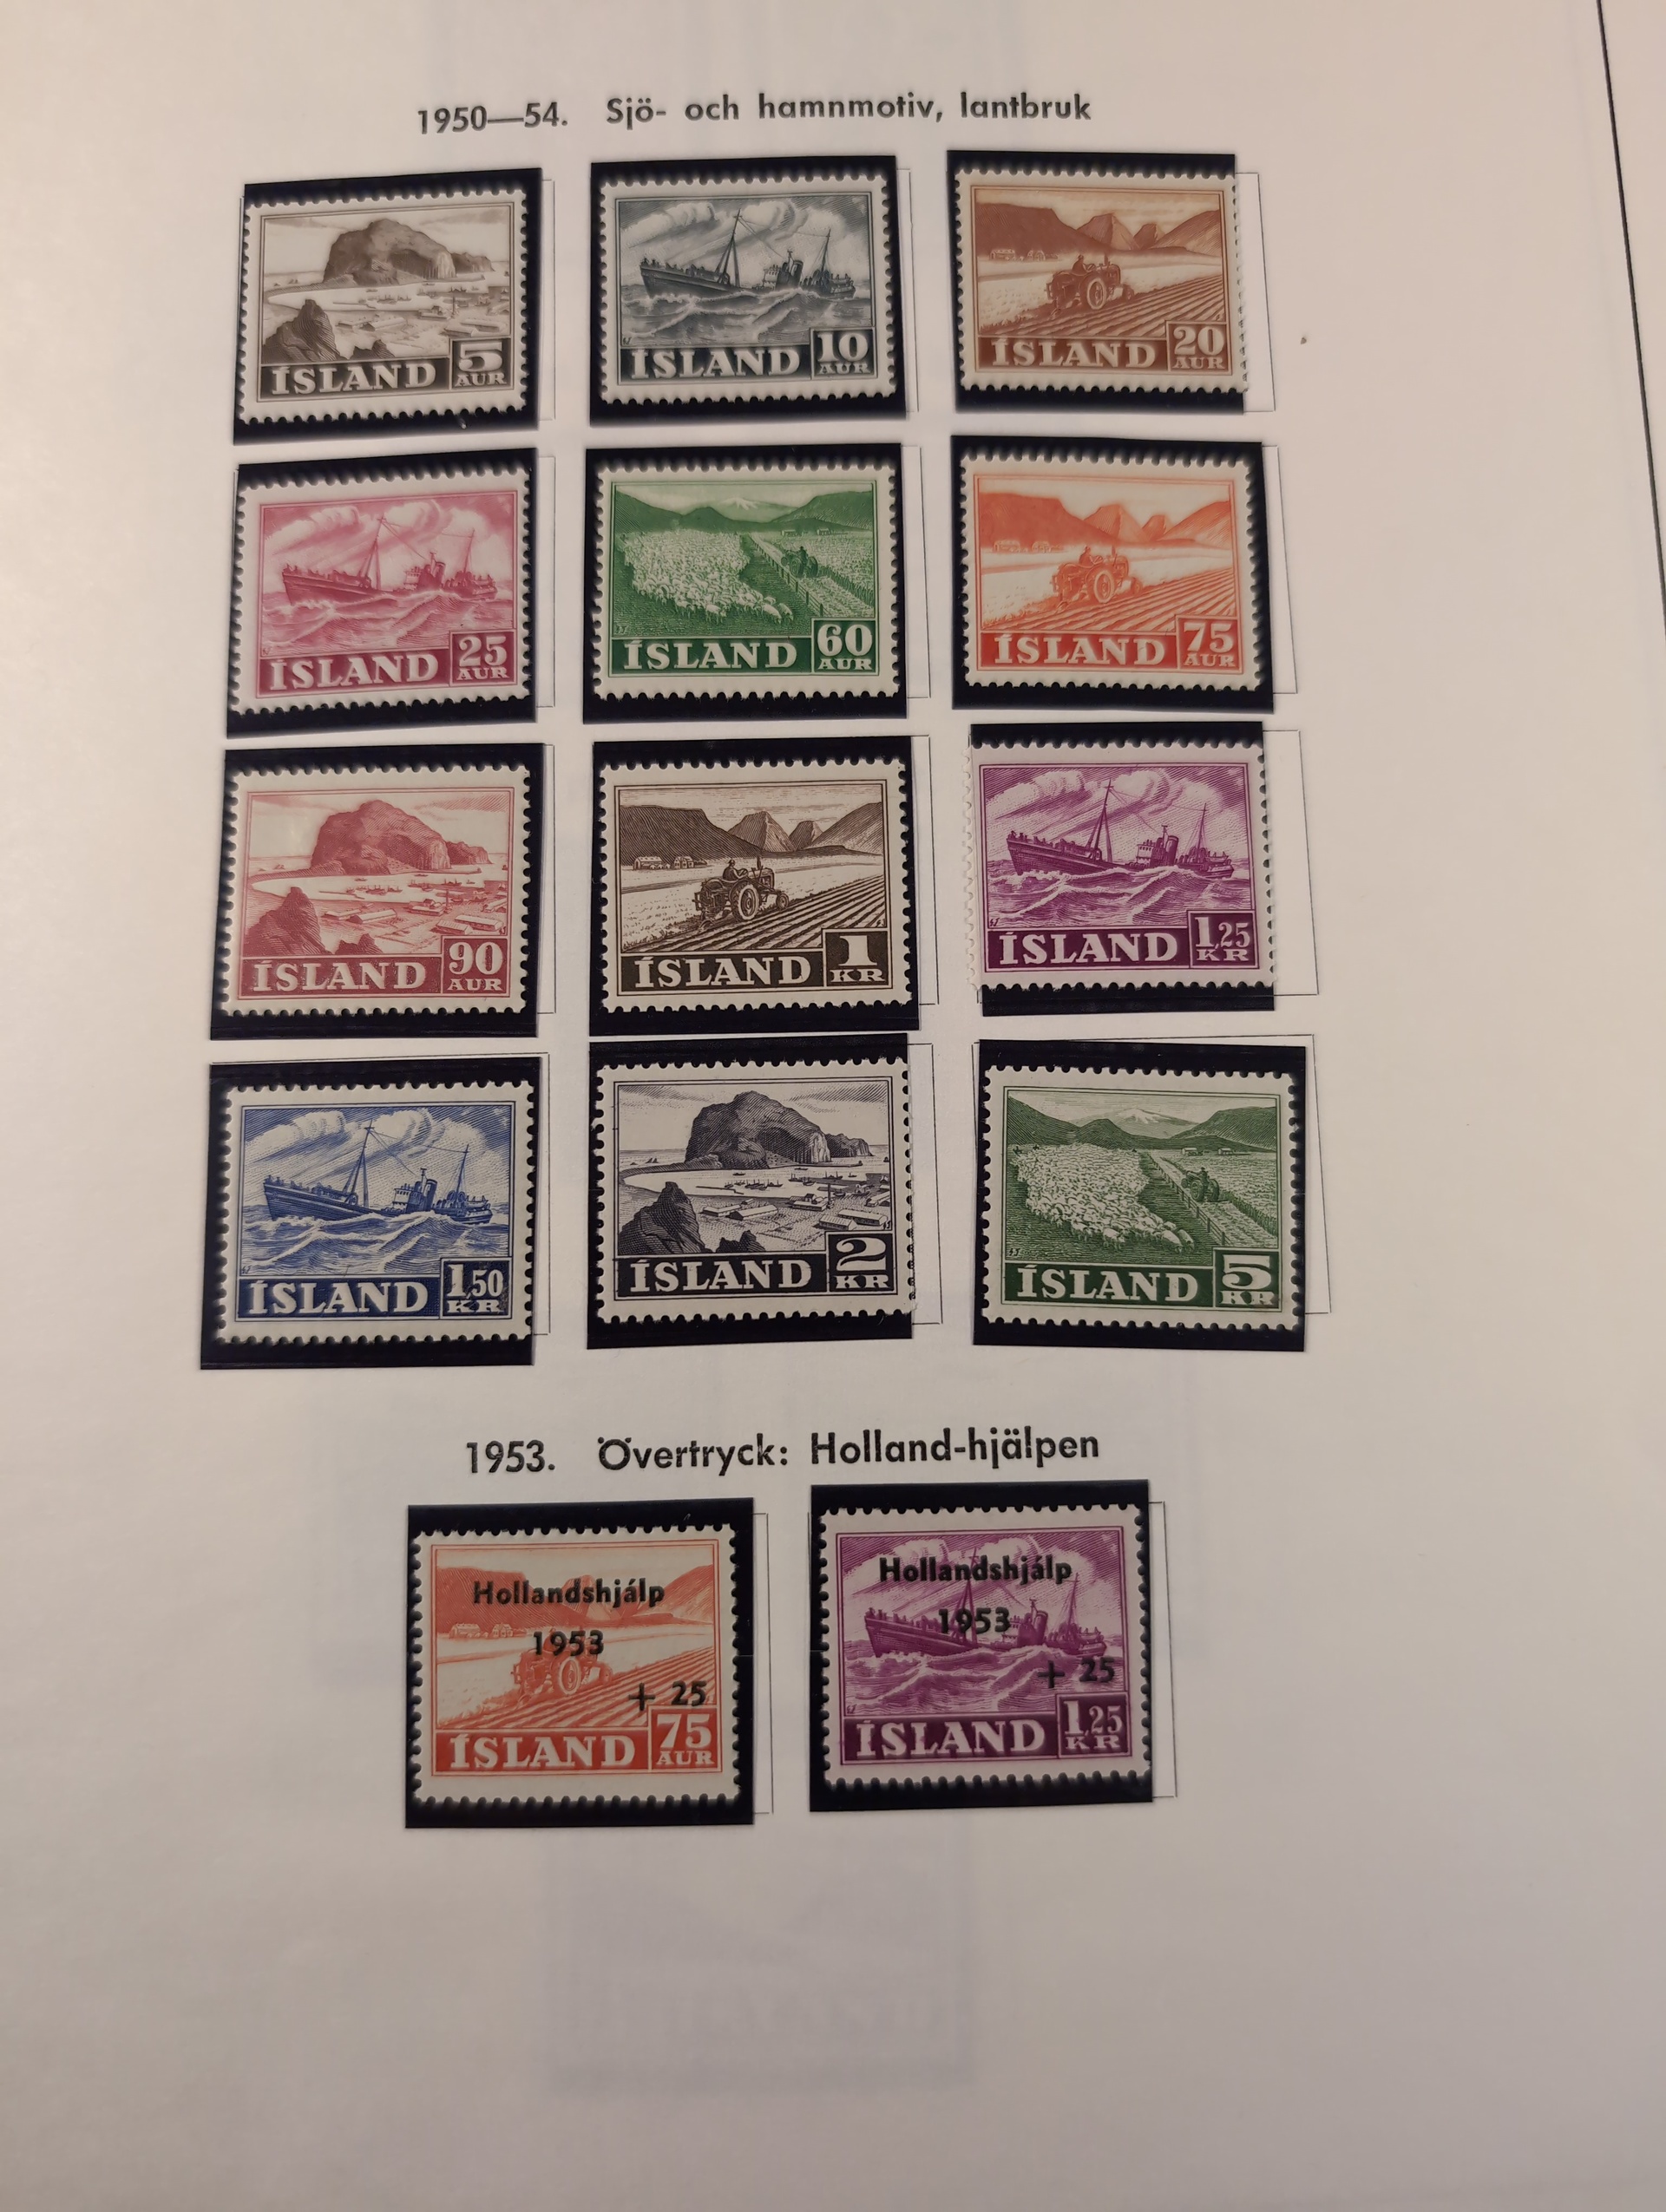 1950—54. Sjö- och hamnmotiv, lantbruk
ÍSLAND 5 AUR
ÍSLAND 10 AUR
ÍSLAND 20 AUR
ÍSLAND 25 AUR
ÍSLAND 60 AUR
ÍSLAND 75 AUR
ÍSLAND 90 AUR
ÍSLAND 1 KR
ÍSLAND 1,25 KR
ÍSLAND 1,50 KR
ÍSLAND 2 KR
ÍSLAND 5 KR
1953. Övertryck: Holland-hjälpen
Hollandshjálp
1953
+ 25
ÍSLAND 75 AUR
Hollandshjálp
1953
+ 25
ÍSLAND 1,25 KR